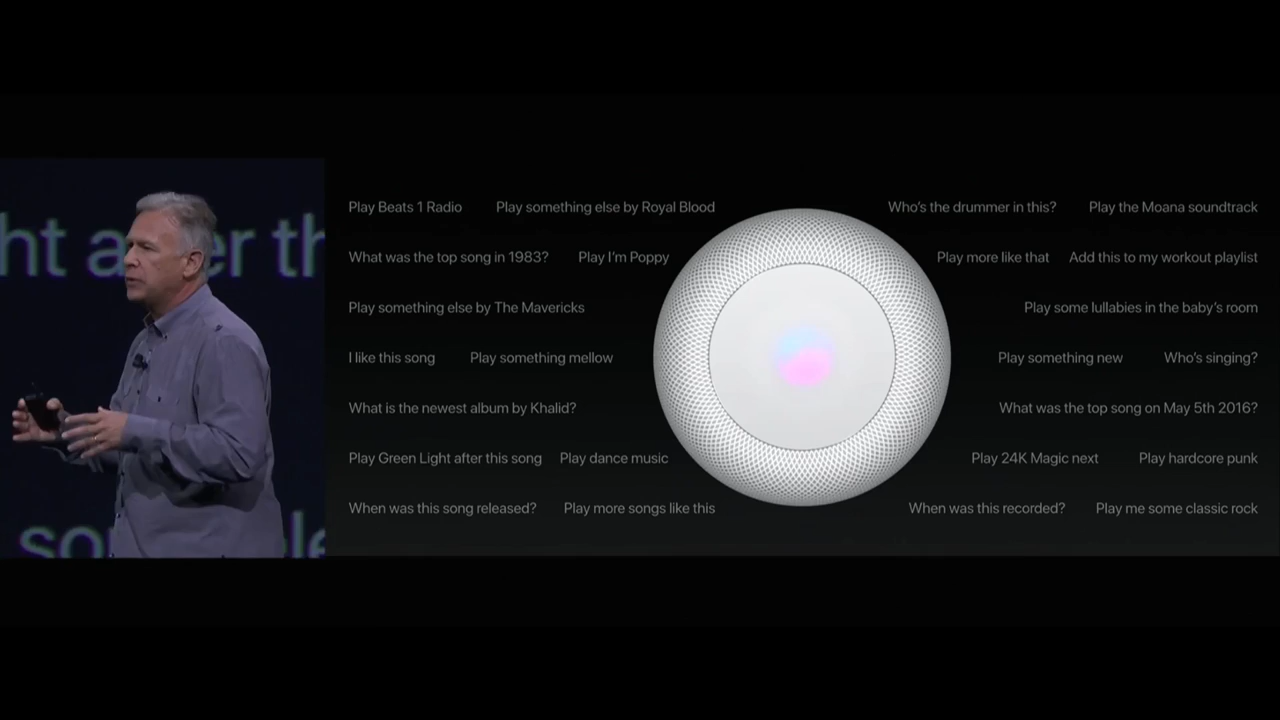 ht after th
so ele
Play Beats 1 Radio Play something else by Royal Blood Who's the drummer in this? Play the Moana soundtrack
What was the top song in 1983? Play I'm Poppy Play more like that Add this to my workout playlist
Play something else by The Mavericks Play some lullabies in the baby's room
I like this song Play something mellow Play something new Who's singing?
What is the newest album by Khalid? What was the top song on May 5th 2016?
Play Green Light after this song Play dance music Play 24K Magic next Play hardcore punk
When was this song released? Play more songs like this When was this recorded? Play me some classic rock